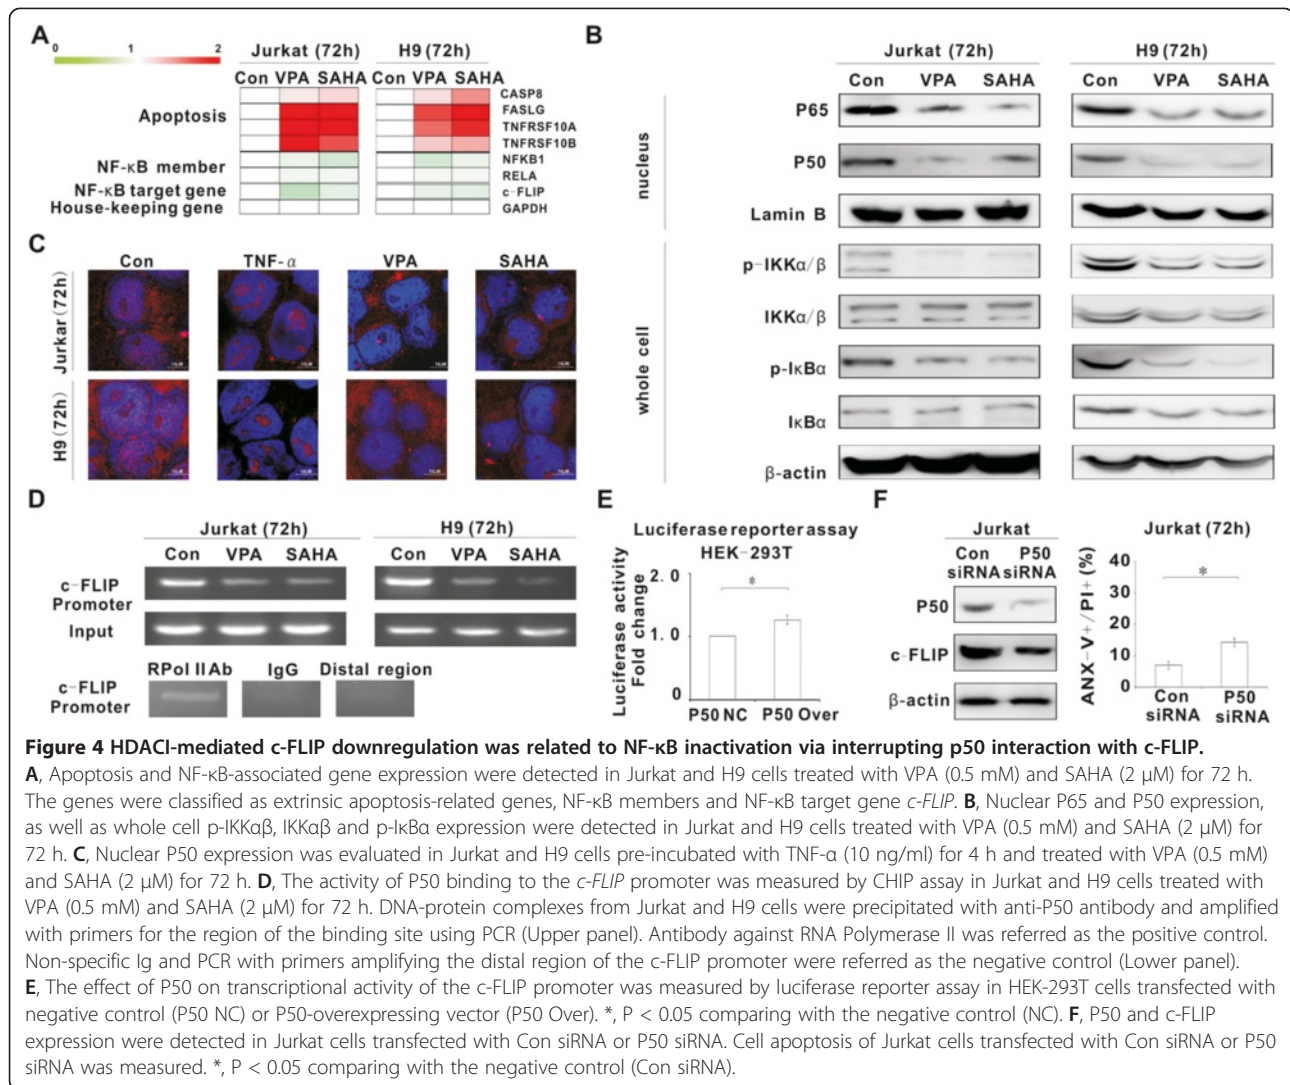 A
0 1 2
Jurkat (72h) H9 (72h)
Con VPA SAHA Con VPA SAHA
Apoptosis
CASP8
FASLG
TNFRSF10A
TNFRSF10B
NF-κB member
NFKB1
RELA
NF-κB target gene
c-FLIP
House-keeping gene
GAPDH
B
Jurkat (72h) H9 (72h)
Con VPA SAHA Con VPA SAHA
nucleus
P65
P50
Lamin B
whole cell
p-IKKα/β
IKKα/β
p-IκBα
IκBα
β-actin
C
Con TNF-α VPA SAHA
Jurkar (72h)
H9 (72h)
D
Jurkat (72h) H9 (72h)
Con VPA SAHA Con VPA SAHA
c-FLIP
Promoter
Input
RPol II Ab IgG Distal region
c-FLIP
Promoter
E
Luciferase reporter assay
HEK-293T
Luciferase activity
Fold change
2.0
1.0
0
*
P50 NC P50 Over
F
Jurkat
Con siRNA P50 siRNA
P50
c-FLIP
β-actin
Jurkat (72h)
ANX-V+/PI+ (%)
40
30
20
10
0
*
Con siRNA P50 siRNA
Figure 4 HDACI-mediated c-FLIP downregulation was related to NF-κB inactivation via interrupting p50 interaction with c-FLIP.
A, Apoptosis and NF-κB-associated gene expression were detected in Jurkat and H9 cells treated with VPA (0.5 mM) and SAHA (2 μM) for 72 h.
The genes were classified as extrinsic apoptosis-related genes, NF-κB members and NF-κB target gene c-FLIP. B, Nuclear P65 and P50 expression,
as well as whole cell p-IKKαβ, IKKαβ and p-IκBα expression were detected in Jurkat and H9 cells treated with VPA (0.5 mM) and SAHA (2 μM) for
72 h. C, Nuclear P50 expression was evaluated in Jurkat and H9 cells pre-incubated with TNF-α (10 ng/ml) for 4 h and treated with VPA (0.5 mM)
and SAHA (2 μM) for 72 h. D, The activity of P50 binding to the c-FLIP promoter was measured by CHIP assay in Jurkat and H9 cells treated with
VPA (0.5 mM) and SAHA (2 μM) for 72 h. DNA-protein complexes from Jurkat and H9 cells were precipitated with anti-P50 antibody and amplified
with primers for the region of the binding site using PCR (Upper panel). Antibody against RNA Polymerase II was referred as the positive control.
Non-specific Ig and PCR with primers amplifying the distal region of the c-FLIP promoter were referred as the negative control (Lower panel).
E, The effect of P50 on transcriptional activity of the c-FLIP promoter was measured by luciferase reporter assay in HEK-293T cells transfected with
negative control (P50 NC) or P50-overexpressing vector (P50 Over). *, P < 0.05 comparing with the negative control (NC). F, P50 and c-FLIP
expression were detected in Jurkat cells transfected with Con siRNA or P50 siRNA. Cell apoptosis of Jurkat cells transfected with Con siRNA or P50
siRNA was measured. *, P < 0.05 comparing with the negative control (Con siRNA).